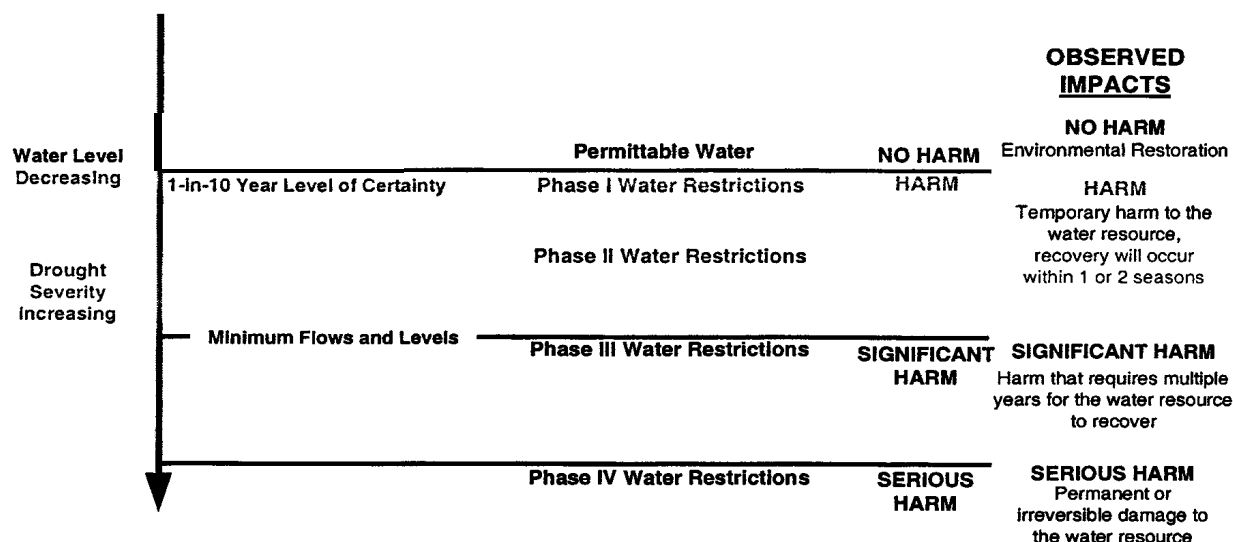 OBSERVED
IMPACTS
NO HARM
Environmental Restoration
Water Level
Decreasing
Permittable Water
NO HARM
1-in-10 Year Level of Certainty
Phase I Water Restrictions
HARM
HARM
Temporary harm to the
water resource,
recovery will occur
within 1 or 2 seasons
Phase II Water Restrictions
Drought
Severity
Increasing
Minimum Flows and Levels
Phase III Water Restrictions
SIGNIFICANT
HARM
SIGNIFICANT HARM
Harm that requires multiple
years for the water resource
to recover
Phase IV Water Restrictions
SERIOUS
HARM
SERIOUS HARM
Permanent or
irreversible damage to
the water resource